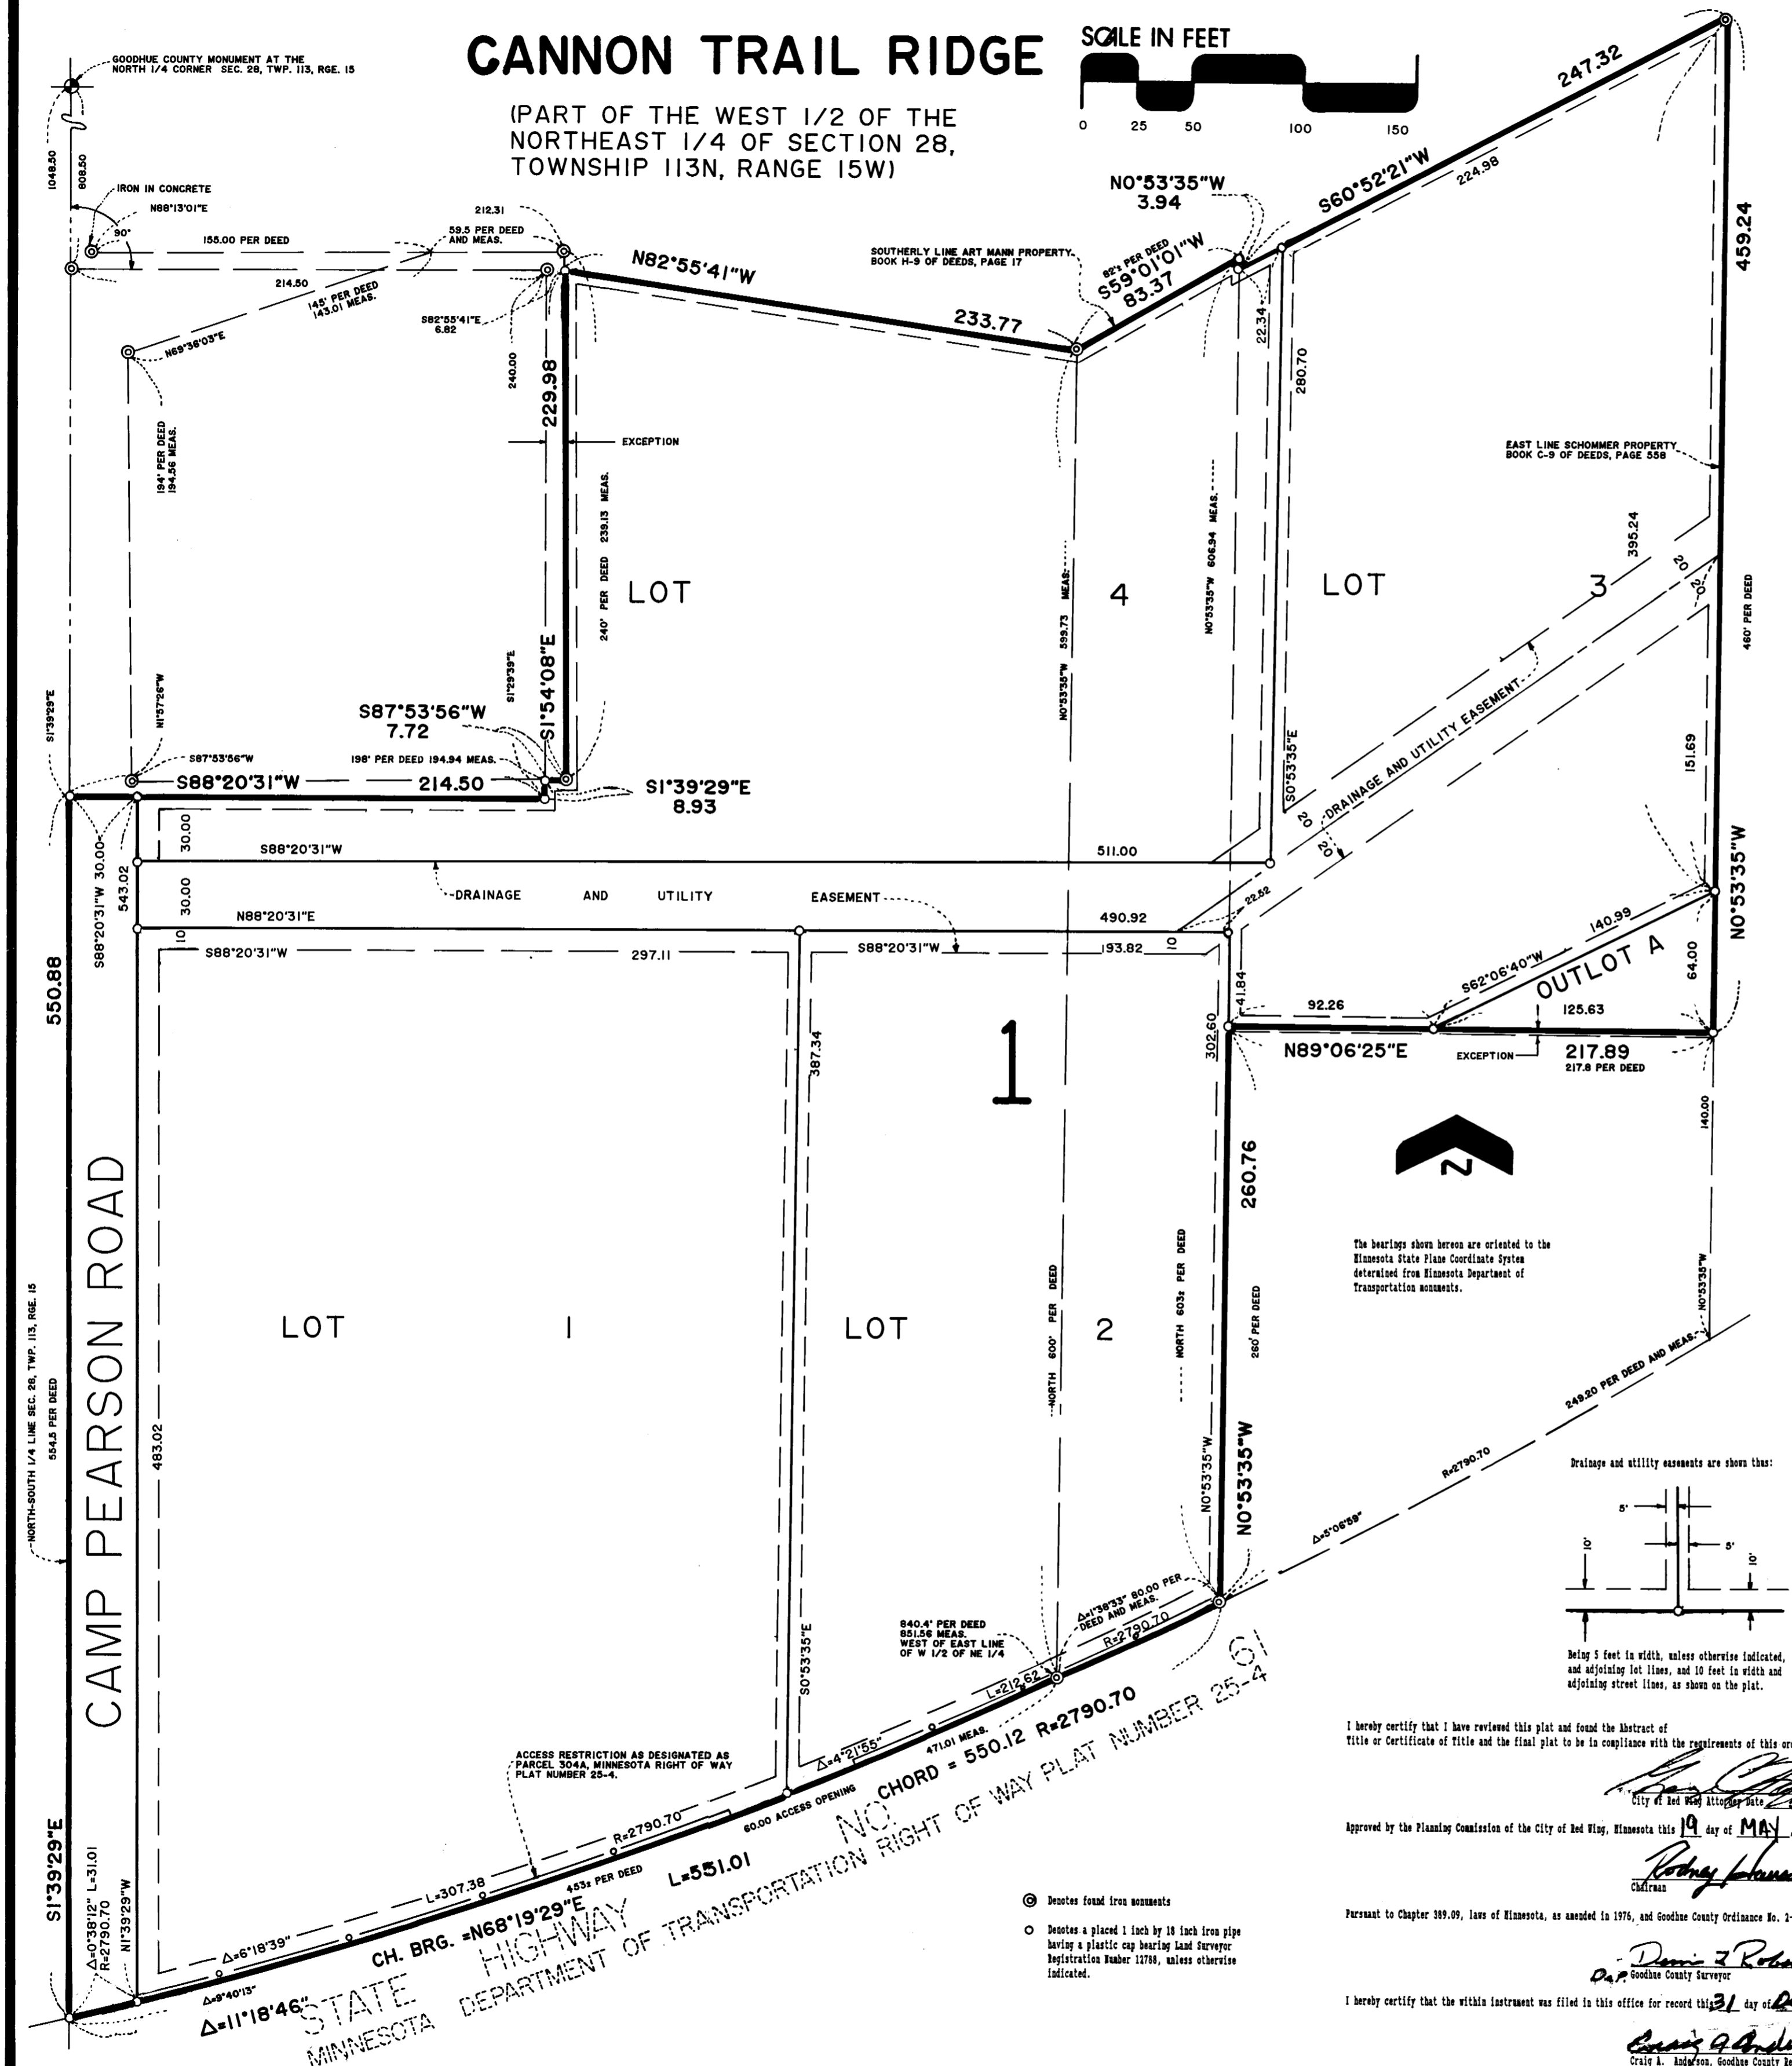 CANNON TRAIL RIDGE
(PART OF THE WEST 1/2 OF THE
NORTHEAST 1/4 OF SECTION 28,
TOWNSHIP 113N, RANGE 15W)
SCALE IN FEET
0 25 50 100 150
GOODHUE COUNTY MONUMENT AT THE
NORTH 1/4 CORNER SEC. 28, TWP. 113, RGE. 15
1048.50
808.50
IRON IN CONCRETE
N88°13'01"E
90°
155.00 PER DEED
212.31
59.5 PER DEED
AND MEAS.
214.50
145' PER DEED
143.01 MEAS.
N69°36'03"E
S82°55'41"E
6.82
240.00
229.98
EXCEPTION
194' PER DEED
194.56 MEAS.
240' PER DEED 239.13 MEAS.
N82°55'41"W
233.77
SOUTHERLY LINE ART MANN PROPERTY
BOOK H-9 OF DEEDS, PAGE 17
82'± PER DEED
S59°01'01"W
83.37
N0°53'35"W
3.94
S60°52'21"W
247.32
224.98
22.34
280.70
459.24
EAST LINE SCHOMMER PROPERTY
BOOK C-9 OF DEEDS, PAGE 558
395.24
460' PER DEED
LOT 4
LOT 3
20
20
N0°53'35"W 606.94 MEAS.
N0°53'35"W 599.73 MEAS.
S1°39'29"E
N1°57'26"W
S1°29'39"E
S1°54'08"E
S87°53'56"W
7.72
S87°53'56"W
198' PER DEED 194.94 MEAS.
S88°20'31"W 214.50
S1°39'29"E
8.93
S0°53'35"E
DRAINAGE AND UTILITY EASEMENT
20
20
151.69
N0°53'35"W
30.00
S88°20'31"W
511.00
S88°20'31"W 30.00
543.02
30.00
DRAINAGE AND UTILITY EASEMENT
22.52
N88°20'31"E
490.92
10
S88°20'31"W
297.11
S88°20'31"W
193.82
10
140.99
S62°06'40"W
OUTLOT A
64.00
41.84
92.26
125.63
302.60
N89°06'25"E
EXCEPTION
217.89
217.8 PER DEED
550.88
387.34
1
140.00
260.76
N
The bearings shown hereon are oriented to the
Minnesota State Plane Coordinate System
determined from Minnesota Department of
Transportation monuments.
NORTH-SOUTH 1/4 LINE SEC. 28, TWP. 113, RGE. 15
554.5 PER DEED
CAMP PEARSON ROAD
483.02
LOT 1
LOT 2
NORTH 600' PER DEED
NORTH 603± PER DEED
260' PER DEED
N0°53'35"W
249.20 PER DEED AND MEAS.
R=2790.70
Δ=5°06'59"
N0°53'35"W
N0°53'35"W
Drainage and utility easements are shown thus:
5'
5'
10'
10'
Being 5 feet in width, unless otherwise indicated,
and adjoining lot lines, and 10 feet in width and
adjoining street lines, as shown on the plat.
S0°53'35"E
840.4' PER DEED
851.56 MEAS.
WEST OF EAST LINE
OF W 1/2 OF NE 1/4
Δ=1°38'33" 80.00 PER
DEED AND MEAS.
R=2790.70
L=212.62
Δ=4°21'55"
471.01 MEAS.
CHORD = 550.12 R=2790.70
ACCESS RESTRICTION AS DESIGNATED AS
PARCEL 304A, MINNESOTA RIGHT OF WAY
PLAT NUMBER 25-4.
60.00 ACCESS OPENING
R=2790.70
L=307.38
453± PER DEED
L=551.01
Δ=6°18'39"
CH. BRG. =N68°19'29"E
Δ=9°40'13"
Δ=11°18'46"
S1°39'29"E
Δ=0°38'12" L=31.01
R=2790.70
N1°39'29"W
STATE HIGHWAY NO. 61
MINNESOTA DEPARTMENT OF TRANSPORTATION RIGHT OF WAY PLAT NUMBER 25-4
Denotes found iron monuments
Denotes a placed 1 inch by 18 inch iron pipe
having a plastic cap bearing Land Surveyor
Registration Number 12788, unless otherwise
indicated.
I hereby certify that I have reviewed this plat and found the Abstract of
Title or Certificate of Title and the final plat to be in compliance with the requirements of this
City of Red Wing Attorney Date
Approved by the Planning Commission of the City of Red Wing, Minnesota this 19 day of MAY
Chairman
Pursuant to Chapter 389.09, laws of Minnesota, as amended in 1976, and Goodhue County Ordinance No. 2-
Goodhue County Surveyor
I hereby certify that the within instrument was filed in this office for record this 31 day of
Craig A. Anderson, Goodhue County